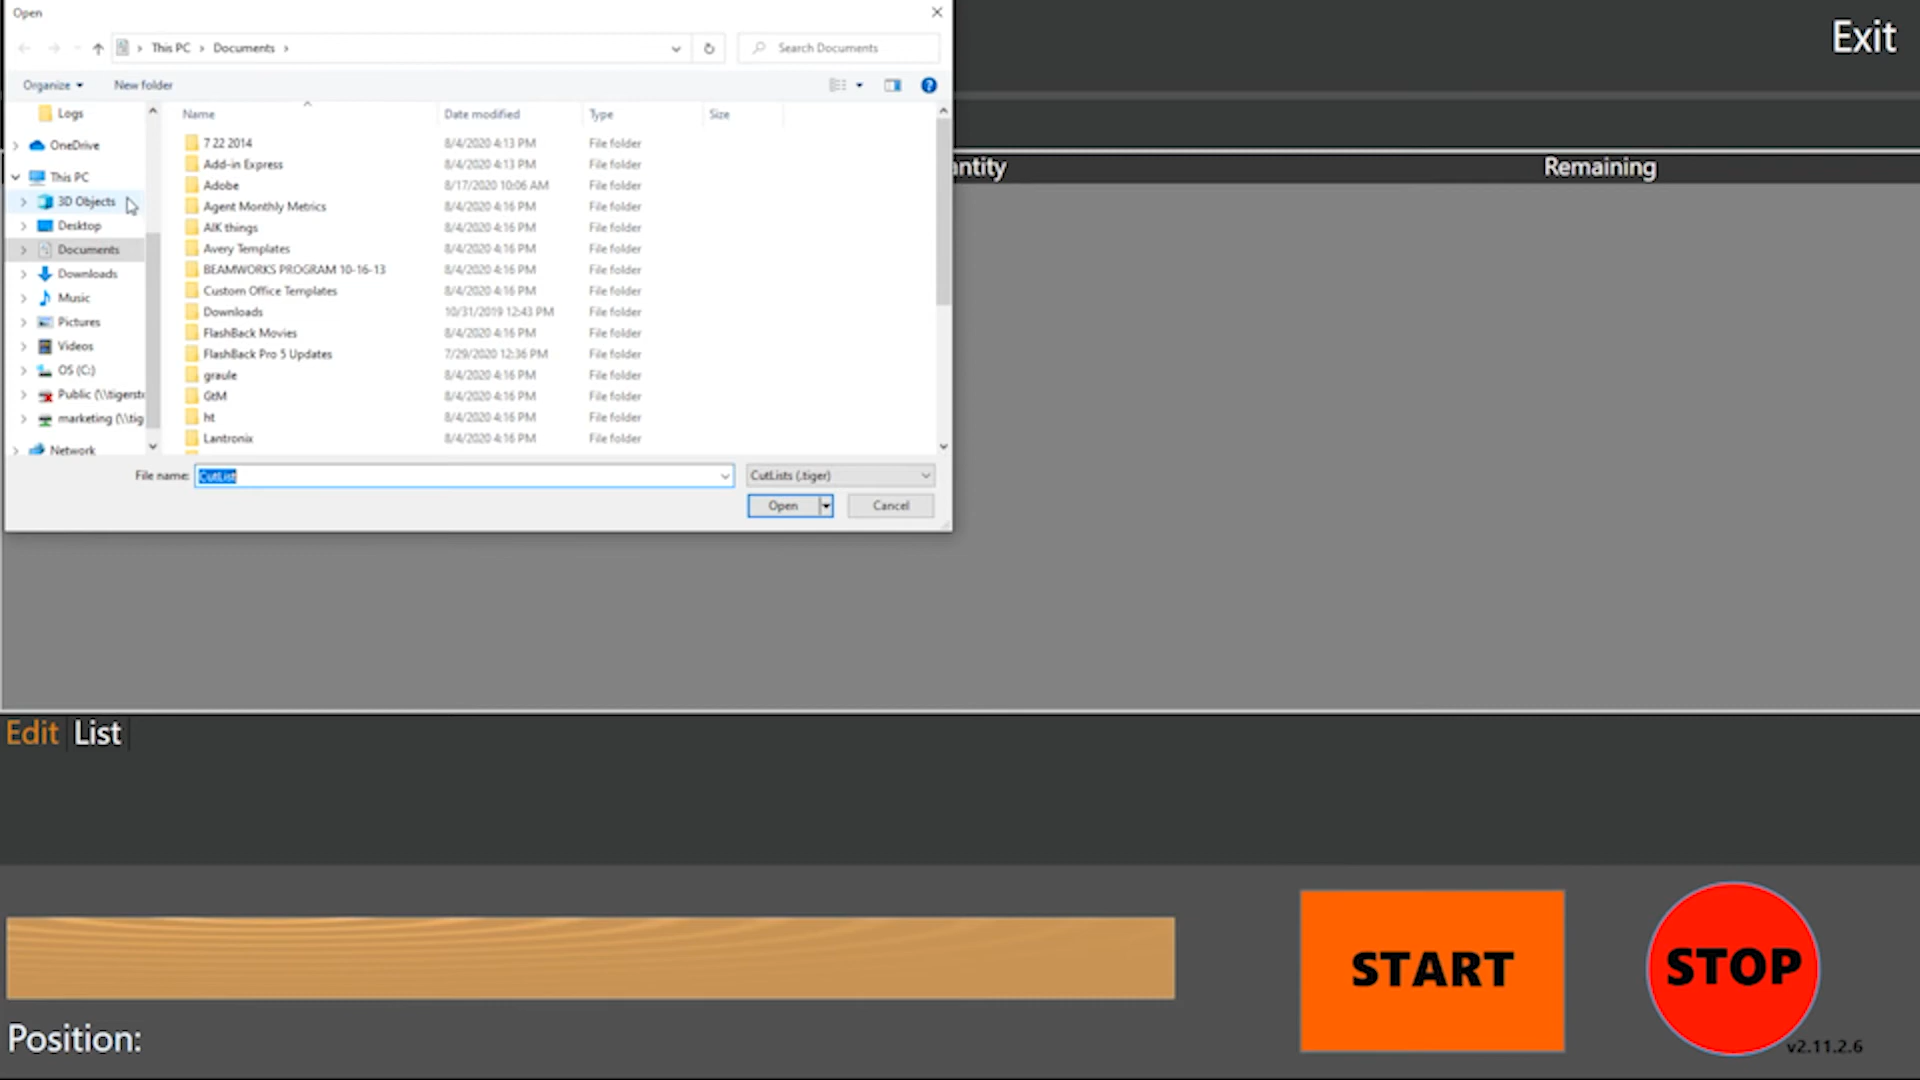 Open
Exit
This PC › Documents ›
Search Documents
Organize
New folder
Name
Date modified
Type
Size
Logs
OneDrive
This PC
3D Objects
Desktop
Documents
Downloads
Music
Pictures
Videos
OS (C:)
Public (\\tigerst
marketing (\\tig
Network
7 22 2014 8/4/2020 4:13 PM File folder
Add-in Express 8/4/2020 4:13 PM File folder
Adobe 8/17/2020 10:06 AM File folder
Agent Monthly Metrics 8/4/2020 4:16 PM File folder
AIK things 8/4/2020 4:16 PM File folder
Avery Templates 8/4/2020 4:16 PM File folder
BEAMWORKS PROGRAM 10-16-13 8/4/2020 4:16 PM File folder
Custom Office Templates 8/4/2020 4:16 PM File folder
Downloads 10/31/2019 12:43 PM File folder
FlashBack Movies 8/4/2020 4:16 PM File folder
FlashBack Pro 5 Updates 7/29/2020 12:36 PM File folder
graule 8/4/2020 4:16 PM File folder
GtM 8/4/2020 4:16 PM File folder
ht 8/4/2020 4:16 PM File folder
Lantronix 8/4/2020 4:16 PM File folder
File name: CutList
CutLists (.tiger)
Open
Cancel
antity
Remaining
Edit List
START
STOP
Position:
v2.11.2.6